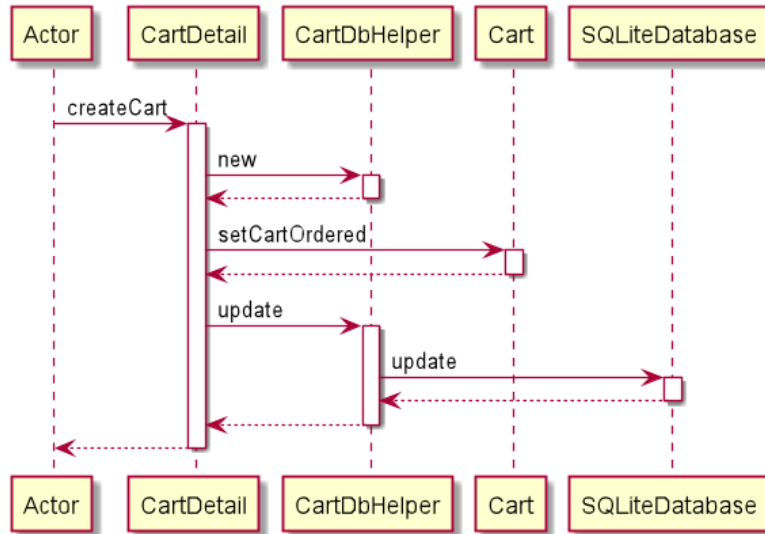 Actor CartDetail CartDbHelper Cart SQLiteDatabase
createCart
new
setCartOrdered
update
update
Actor CartDetail CartDbHelper Cart SQLiteDatabase